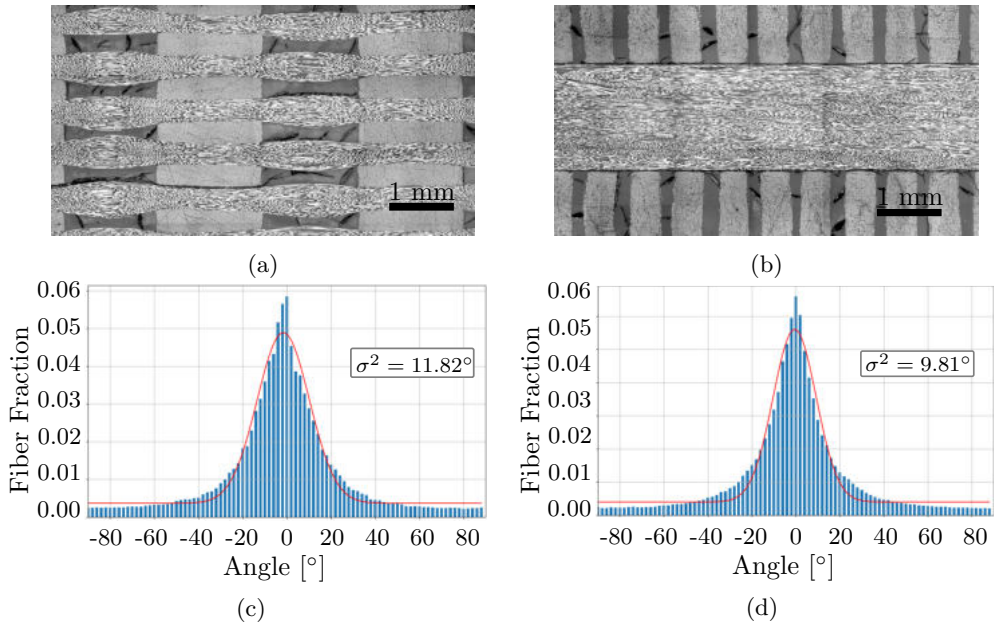 1 mm
1 mm
(a)
(b)
0.06
0.05
0.04
0.03
0.02
0.01
0.00
Fiber Fraction
σ² = 11.82°
-80 -60 -40 -20 0 20 40 60 80
Angle [°]
(c)
0.06
0.05
0.04
0.03
0.02
0.01
0.00
Fiber Fraction
σ² = 9.81°
-80 -60 -40 -20 0 20 40 60 80
Angle [°]
(d)